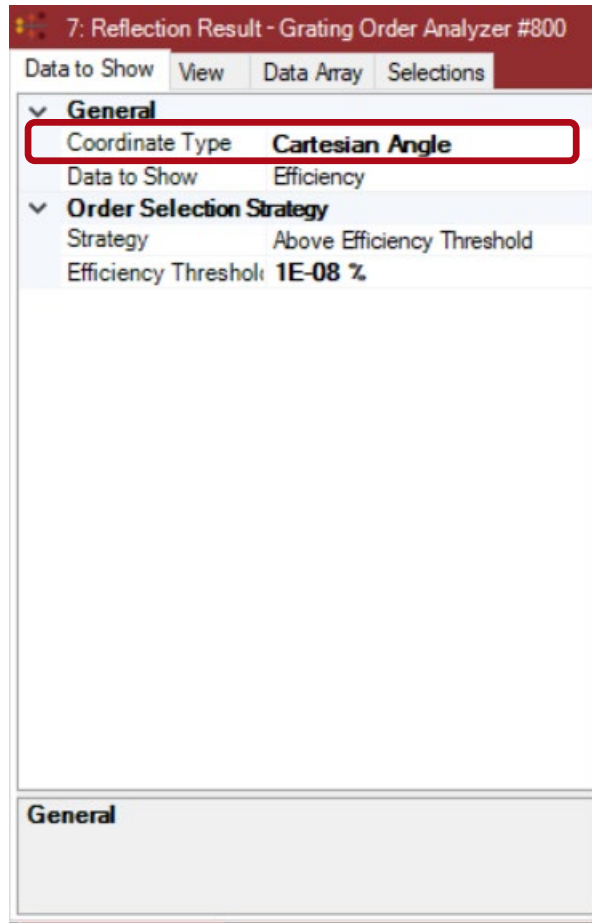 7: Reflection Result - Grating Order Analyzer #800
Data to Show View Data Array Selections
General
Coordinate Type Cartesian Angle
Data to Show Efficiency
Order Selection Strategy
Strategy Above Efficiency Threshold
Efficiency Threshol 1E-08 %
General